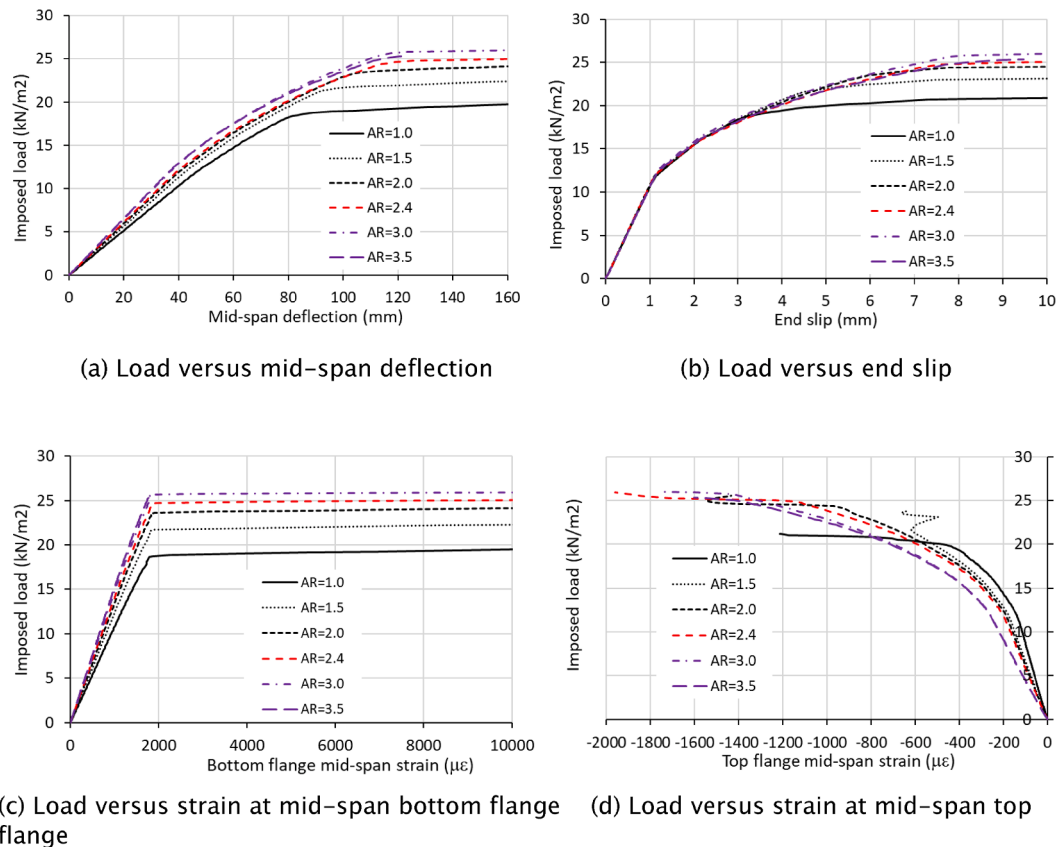 Imposed load (kN/m2)
30
25
20
15
10
5
0
AR=1.0
AR=1.5
AR=2.0
AR=2.4
AR=3.0
AR=3.5
0 20 40 60 80 100 120 140 160
Mid-span deflection (mm)
(a) Load versus mid-span deflection
Imposed load (kN/m2)
30
25
20
15
10
5
0
AR=1.0
AR=1.5
AR=2.0
AR=2.4
AR=3.0
AR=3.5
0 1 2 3 4 5 6 7 8 9 10
End slip (mm)
(b) Load versus end slip
Imposed load (kN/m2)
30
25
20
15
10
5
0
AR=1.0
AR=1.5
AR=2.0
AR=2.4
AR=3.0
AR=3.5
0 2000 4000 6000 8000 10000
Bottom flange mid-span strain (με)
(c) Load versus strain at mid-span bottom flange
flange
Imposed load (kN/m2)
30
25
20
15
10
5
0
AR=1.0
AR=1.5
AR=2.0
AR=2.4
AR=3.0
AR=3.5
-2000 -1800 -1600 -1400 -1200 -1000 -800 -600 -400 -200 0
Top flange mid-span strain (με)
(d) Load versus strain at mid-span top